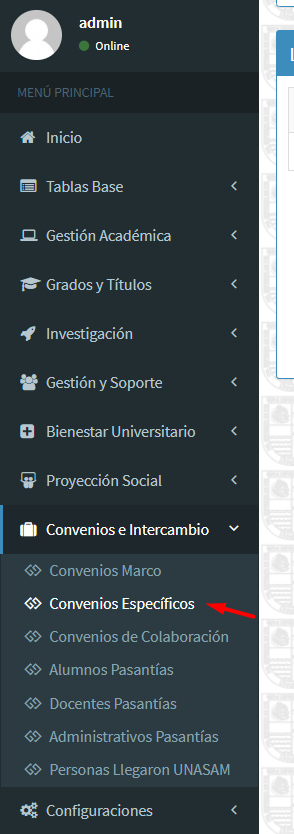 admin
Online
MENÚ PRINCIPAL
Inicio
Tablas Base
Gestión Académica
Grados y Títulos
Investigación
Gestión y Soporte
Bienestar Universitario
Proyección Social
Convenios e Intercambio
Convenios Marco
Convenios Específicos
Convenios de Colaboración
Alumnos Pasantías
Docentes Pasantías
Administrativos Pasantías
Personas Llegaron UNASAM
Configuraciones